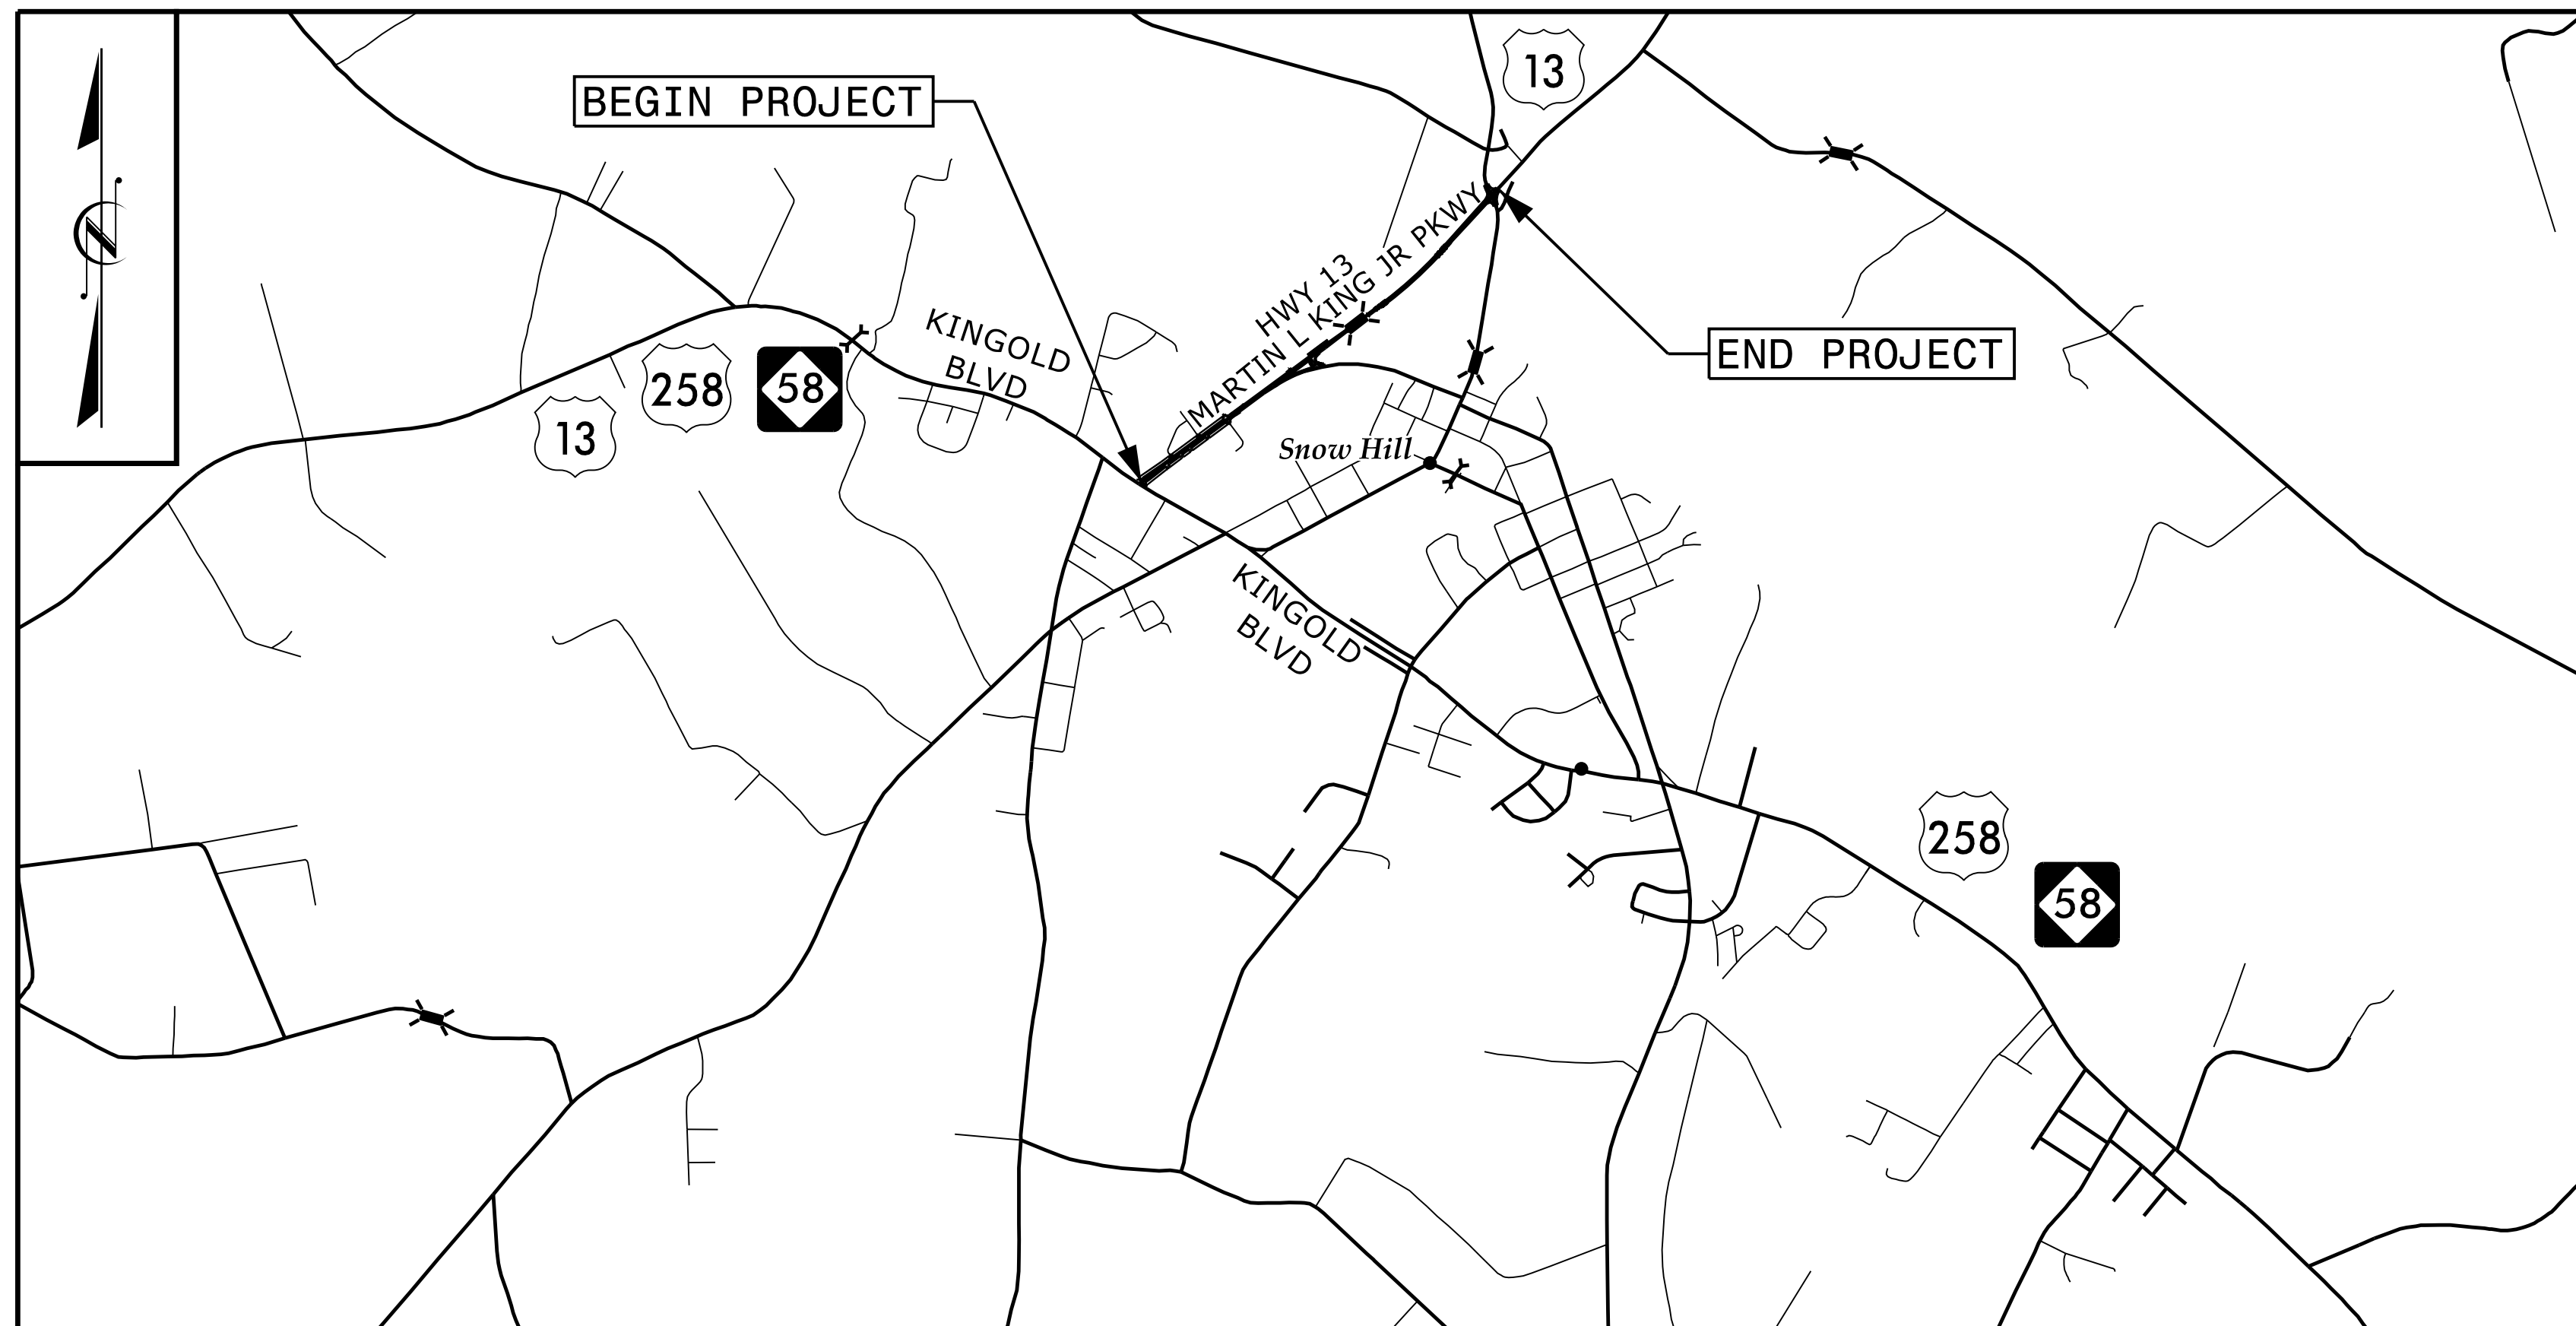 13
BEGIN PROJECT
HWY 13
MARTIN L KING JR PKWY
KINGOLD
BLVD
END PROJECT
258
58
13
Snow Hill
KINGOLD
BLVD
258
58
N